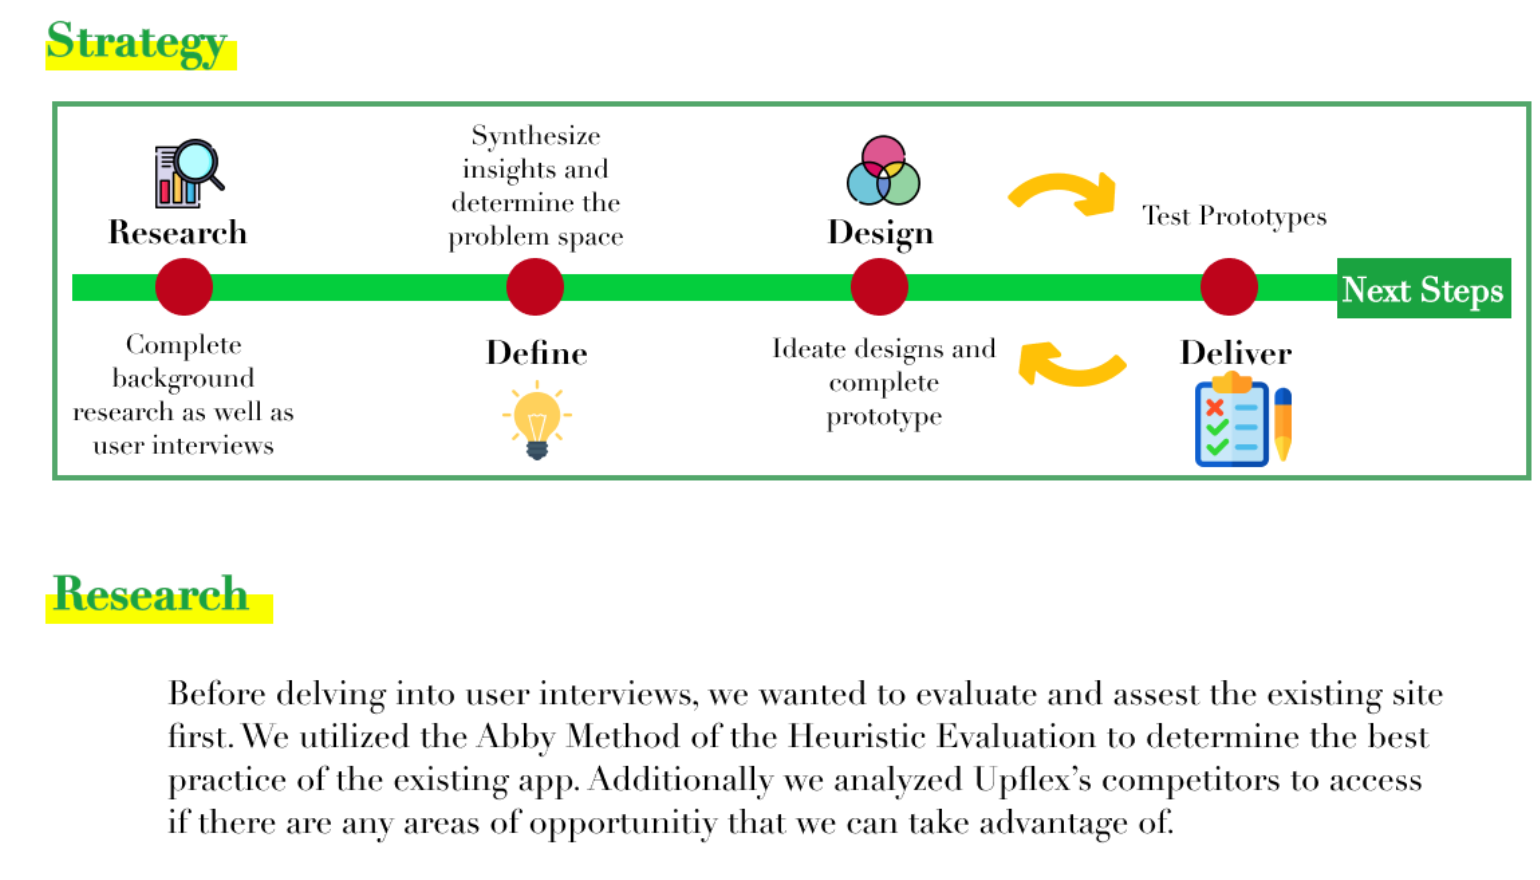 Strategy
Research
Complete
background
research as well as
user interviews
Synthesize
insights and
determine the
problem space
Define
Design
Ideate designs and
complete
prototype
Test Prototypes
Deliver
Next Steps
Research
Before delving into user interviews, we wanted to evaluate and assest the existing site
first. We utilized the Abby Method of the Heuristic Evaluation to determine the best
practice of the existing app. Additionally we analyzed Upflex's competitors to access
if there are any areas of opportunitiy that we can take advantage of.